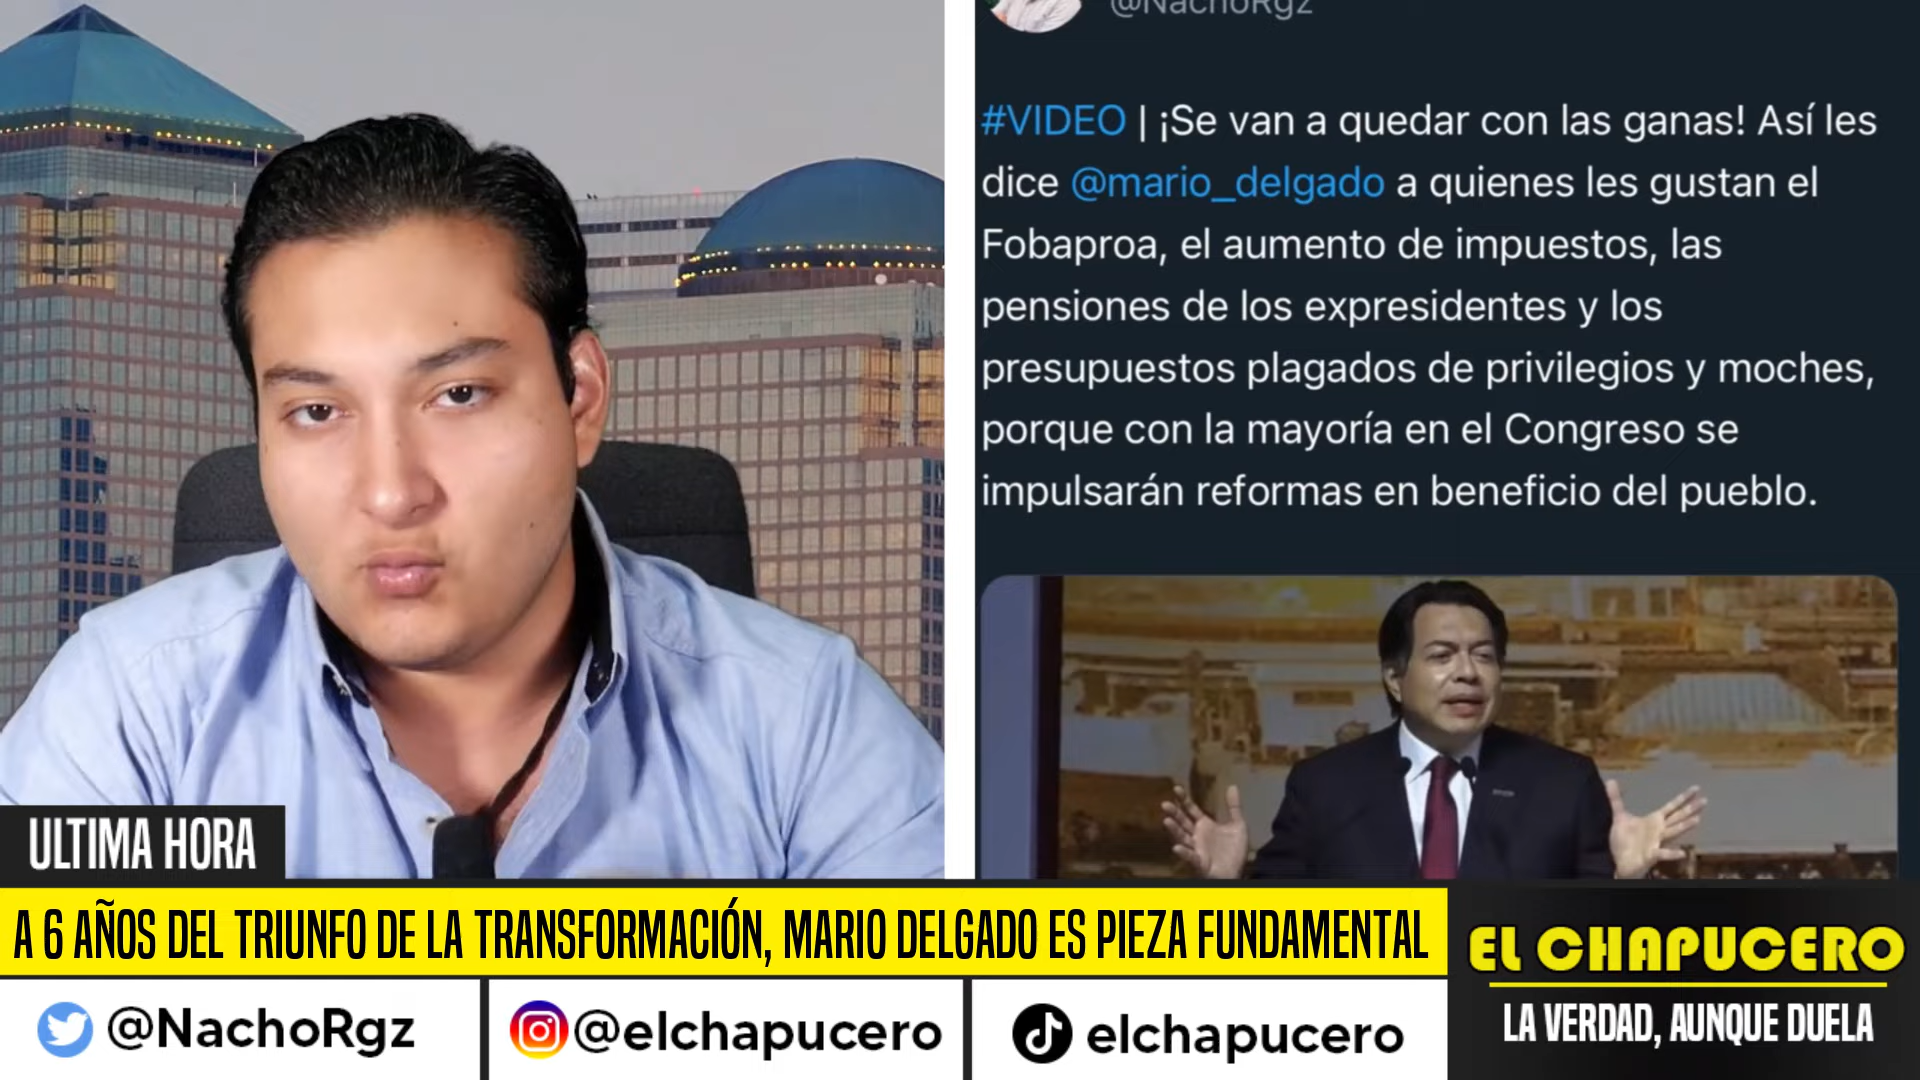 @NachoRgz
#VIDEO | ¡Se van a quedar con las ganas! Así les
dice @mario_delgado a quienes les gustan el
Fobaproa, el aumento de impuestos, las
pensiones de los expresidentes y los
presupuestos plagados de privilegios y moches,
porque con la mayoría en el Congreso se
impulsarán reformas en beneficio del pueblo.
ULTIMA HORA
A 6 AÑOS DEL TRIUNFO DE LA TRANSFORMACIÓN, MARIO DELGADO ES PIEZA FUNDAMENTAL
EL CHAPUCERO
LA VERDAD, AUNQUE DUELA
@NachoRgz
@elchapucero
elchapucero